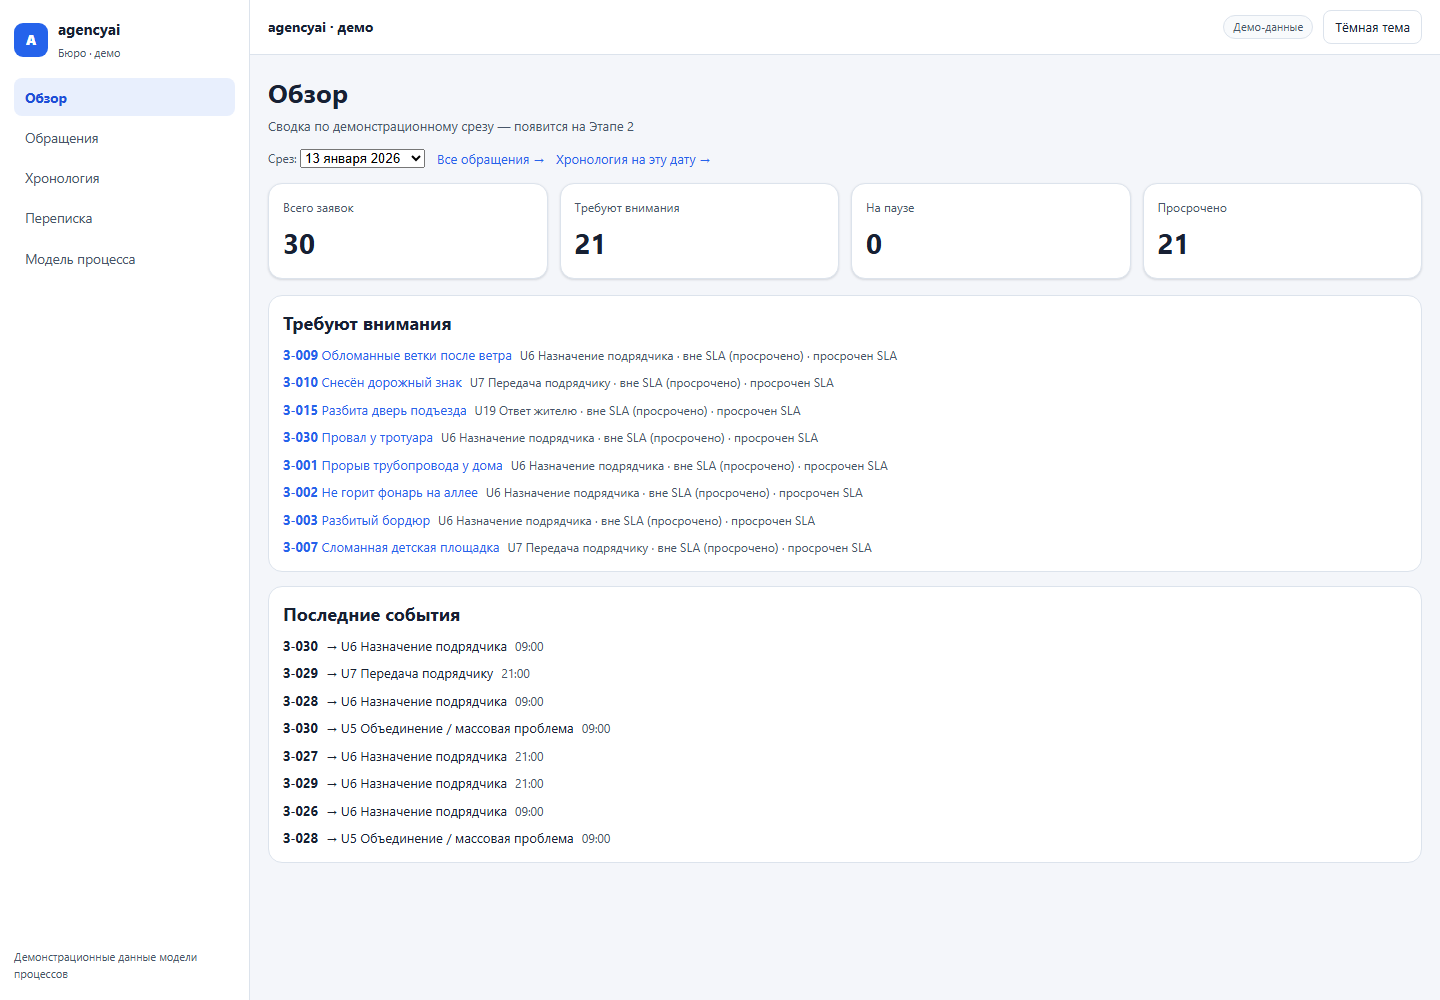 A
agencyai
Бюро · демо
Обзор
Обращения
Хронология
Переписка
Модель процесса
Демонстрационные данные модели
процессов
agencyai · демо
Демо-данные
Тёмная тема
Обзор
Сводка по демонстрационному срезу — появится на Этапе 2
Срез: 13 января 2026 Все обращения → Хронология на эту дату →
Всего заявок
30
Требуют внимания
21
На паузе
0
Просрочено
21
Требуют внимания
З-009 Обломанные ветки после ветра U6 Назначение подрядчика · вне SLA (просрочено) · просрочен SLA
З-010 Снесён дорожный знак U7 Передача подрядчику · вне SLA (просрочено) · просрочен SLA
З-015 Разбита дверь подъезда U19 Ответ жителю · вне SLA (просрочено) · просрочен SLA
З-030 Провал у тротуара U6 Назначение подрядчика · вне SLA (просрочено) · просрочен SLA
З-001 Прорыв трубопровода у дома U6 Назначение подрядчика · вне SLA (просрочено) · просрочен SLA
З-002 Не горит фонарь на аллее U6 Назначение подрядчика · вне SLA (просрочено) · просрочен SLA
З-003 Разбитый бордюр U6 Назначение подрядчика · вне SLA (просрочено) · просрочен SLA
З-007 Сломанная детская площадка U7 Передача подрядчику · вне SLA (просрочено) · просрочен SLA
Последние события
З-030 → U6 Назначение подрядчика 09:00
З-029 → U7 Передача подрядчику 21:00
З-028 → U6 Назначение подрядчика 09:00
З-030 → U5 Объединение / массовая проблема 09:00
З-027 → U6 Назначение подрядчика 21:00
З-029 → U6 Назначение подрядчика 21:00
З-026 → U6 Назначение подрядчика 09:00
З-028 → U5 Объединение / массовая проблема 09:00